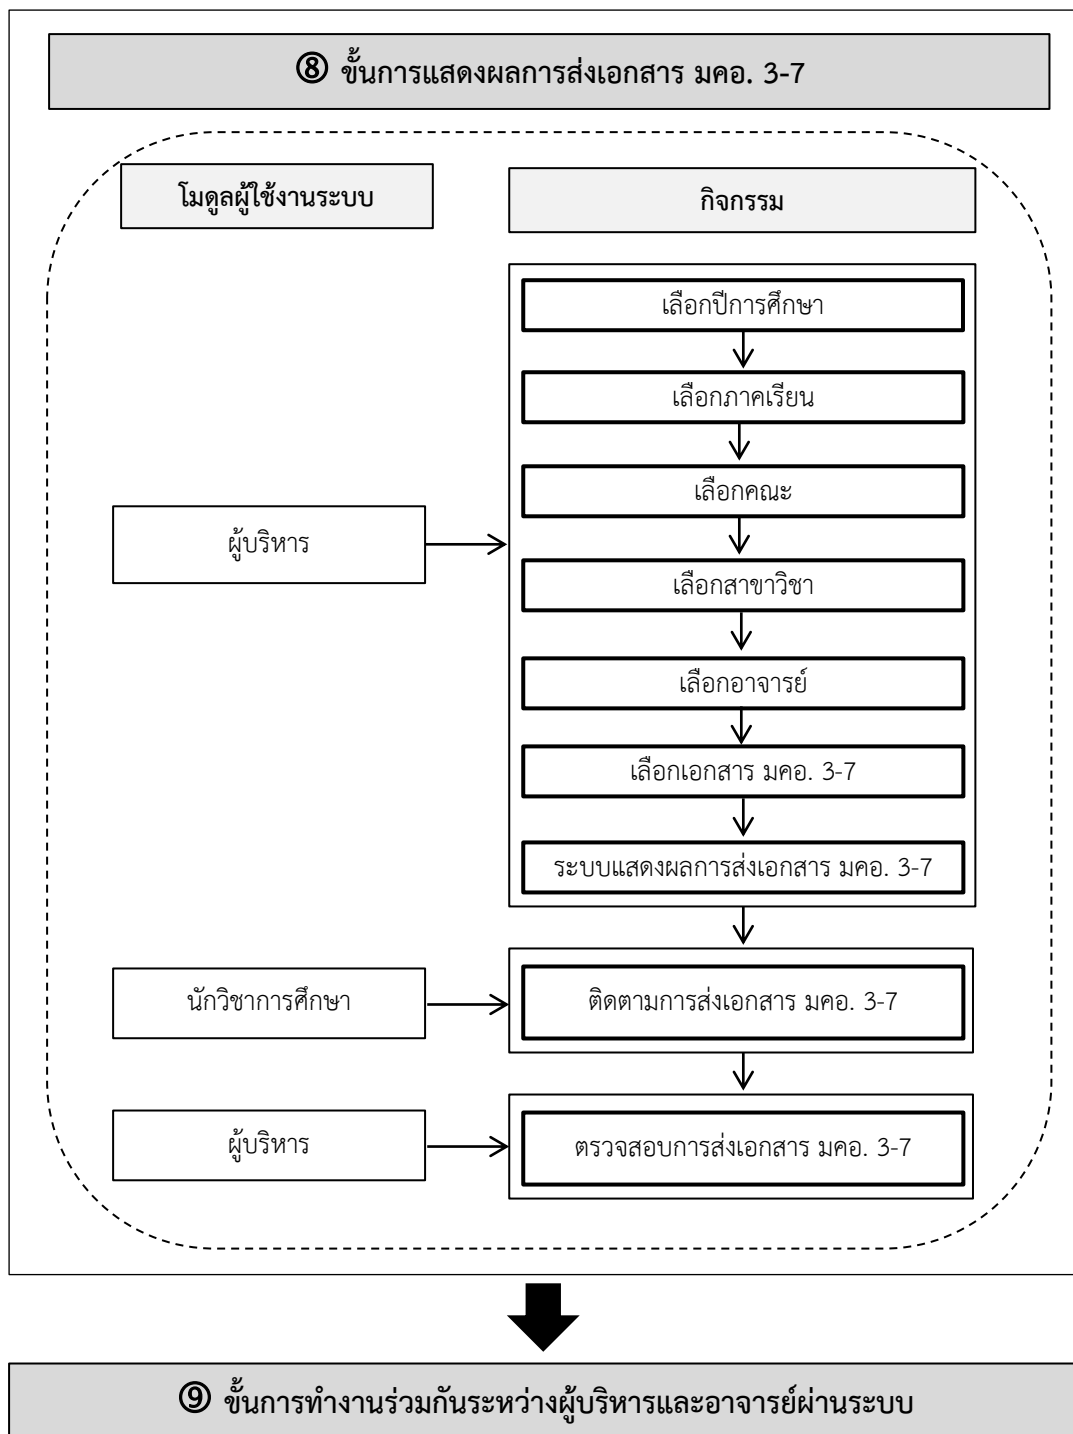 ⑧ ขั้นการแสดงผลการส่งเอกสาร มคอ. 3-7
โมดูลผู้ใช้งานระบบ
กิจกรรม
เลือกปีการศึกษา
เลือกภาคเรียน
เลือกคณะ
ผู้บริหาร
เลือกสาขาวิชา
เลือกอาจารย์
เลือกเอกสาร มคอ. 3-7
ระบบแสดงผลการส่งเอกสาร มคอ. 3-7
นักวิชาการศึกษา
ติดตามการส่งเอกสาร มคอ. 3-7
ผู้บริหาร
ตรวจสอบการส่งเอกสาร มคอ. 3-7
⑨ ขั้นการทำงานร่วมกันระหว่างผู้บริหารและอาจารย์ผ่านระบบ